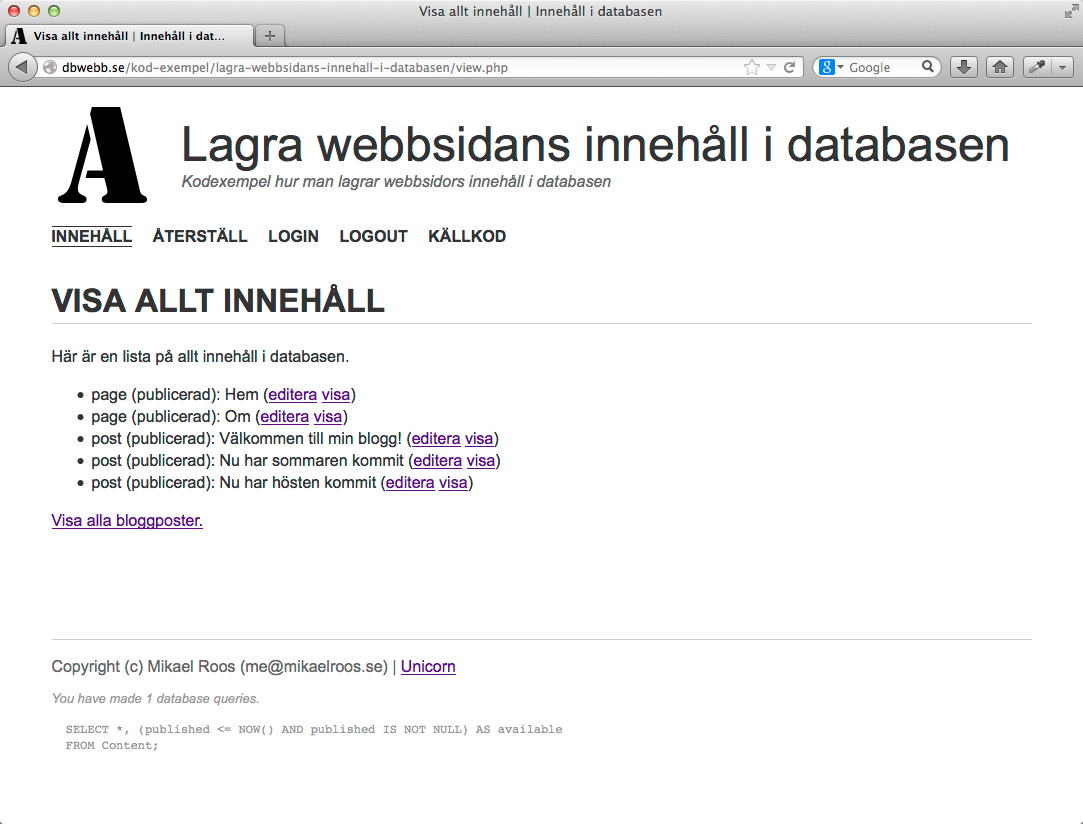 Visa allt innehåll | Innehåll i databasen
Visa allt innehåll | Innehåll i dat...
dbwebb.se/kod-exempel/lagra-webbsidans-innehall-i-databasen/view.php
Google
Lagra webbsidans innehåll i databasen
Kodexempel hur man lagrar webbsidors innehåll i databasen
INNEHÅLL ÅTERSTÄLL LOGIN LOGOUT KÄLLKOD
VISA ALLT INNEHÅLL
Här är en lista på allt innehåll i databasen.
• page (publicerad): Hem (editera visa)
• page (publicerad): Om (editera visa)
• post (publicerad): Välkommen till min blogg! (editera visa)
• post (publicerad): Nu har sommaren kommit (editera visa)
• post (publicerad): Nu har hösten kommit (editera visa)
Visa alla bloggposter.
Copyright (c) Mikael Roos (me@mikaelroos.se) | Unicorn
You have made 1 database queries.
SELECT *, (published <= NOW() AND published IS NOT NULL) AS available
FROM Content;